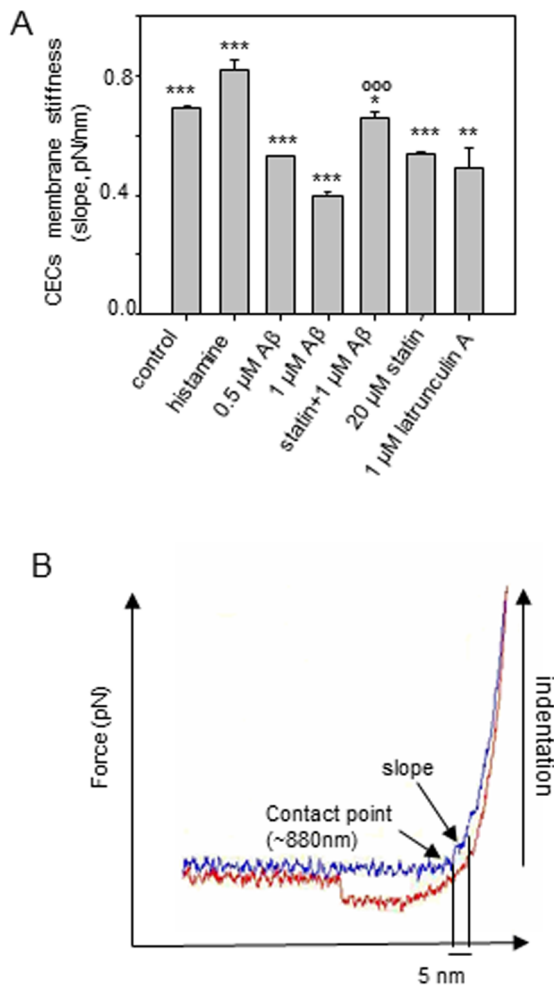 A
CECs membrane stiffness
(slope, pN/nm)
0.8
0.4
0.0
***
***
***
***
ooo
*
***
**
control
histamine
0.5 µM Aβ
1 µM Aβ
statin+1 µM Aβ
20 µM statin
1 µM latrunculin A
B
Force (pN)
indentation
slope
Contact point
(~880nm)
5 nm